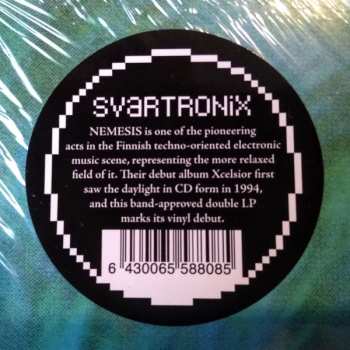 SVARTRONIX
NEMESIS is one of the pioneering
acts in the Finnish techno-oriented electronic
music scene, representing the more relaxed
field of it. Their debut album Xcelsior first
saw the daylight in CD form in 1994,
and this band-approved double LP
marks its vinyl debut.
6 430065 588085